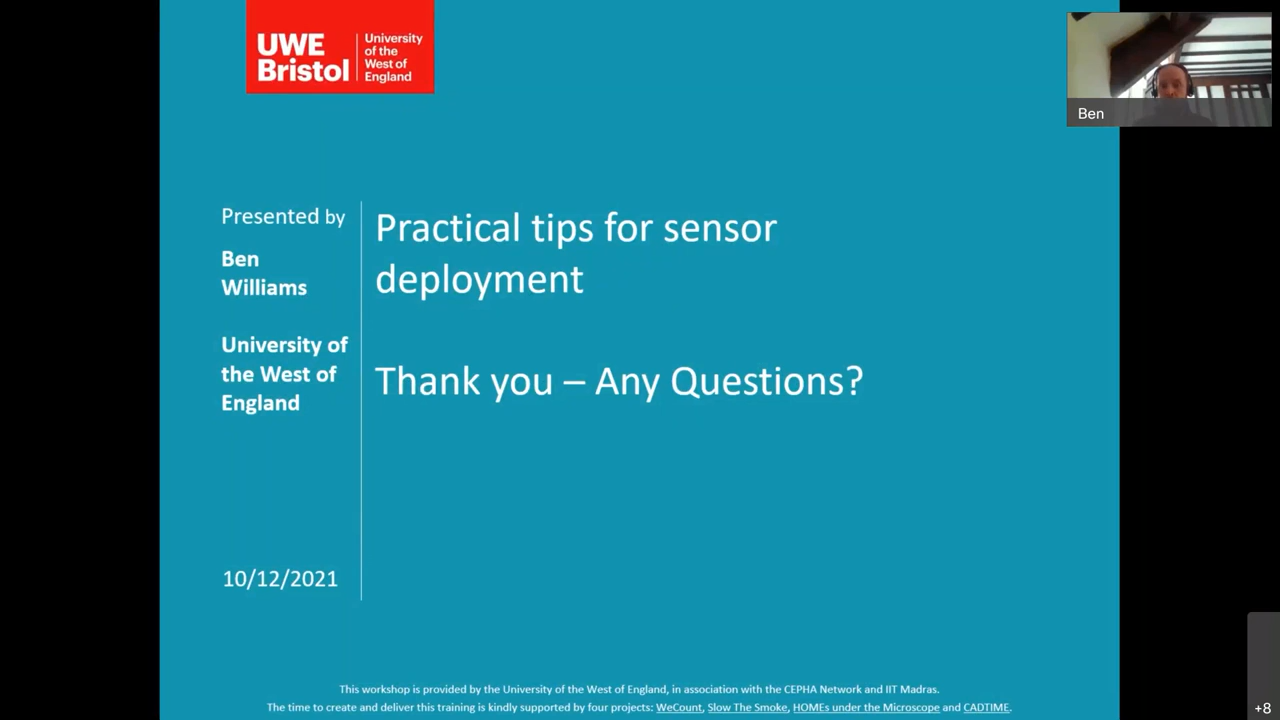 UWE
Bristol
University
of the
West of
England
Ben
Presented by
Ben
Williams
University of
the West of
England
10/12/2021
Practical tips for sensor
deployment
Thank you – Any Questions?
This workshop is provided by the University of the West of England, in association with the CEPHA Network and IIT Madras.
The time to create and deliver this training is kindly supported by four projects: WeCount, Slow The Smoke, HOMEs under the Microscope and CADTIME.
+8